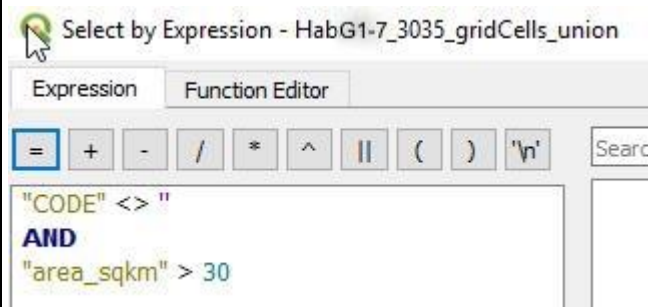 Select by Expression - HabG1-7_3035_gridCells_union
Expression Function Editor
= + - / * ^ || ( ) '\n' Searc
"CODE" <> ''
AND
"area_sqkm" > 30